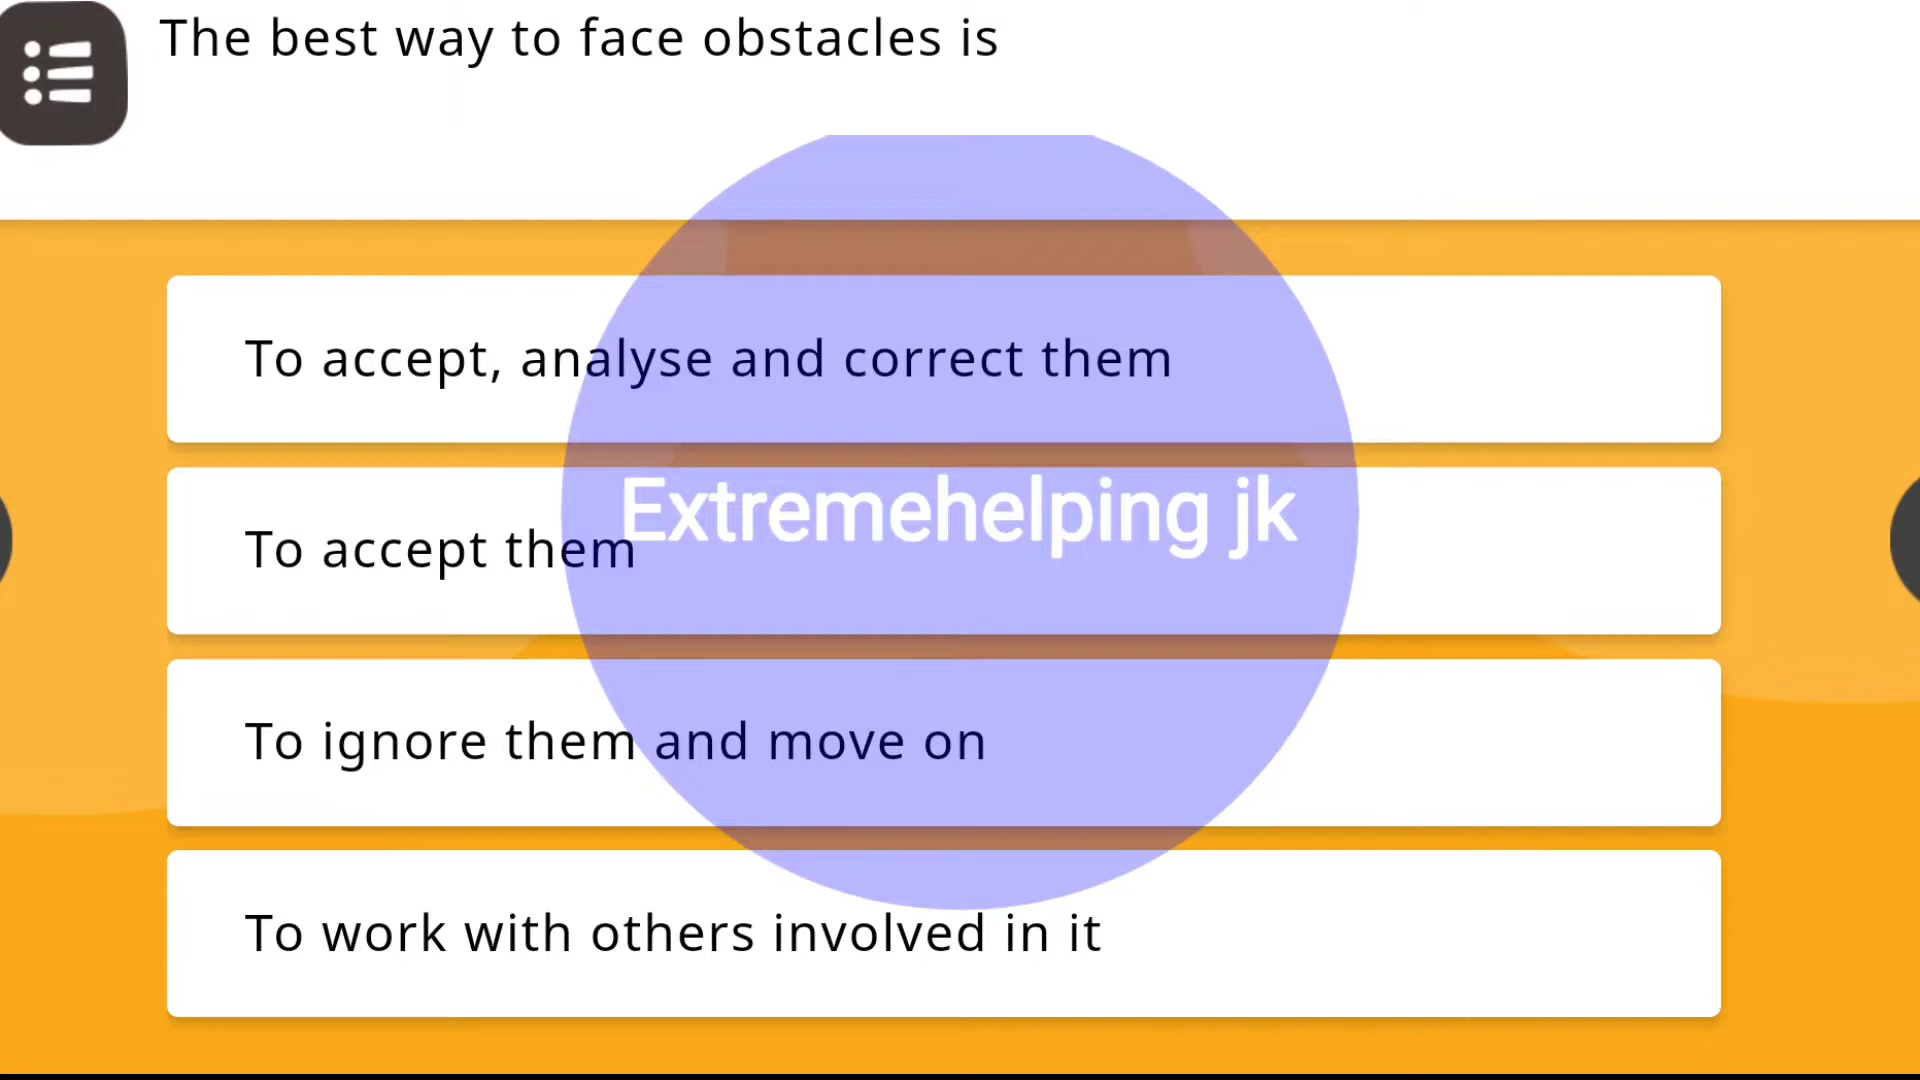 The best way to face obstacles is
To accept, analyse and correct them
Extremehelping jk
To accept them
To ignore them and move on
To work with others involved in it